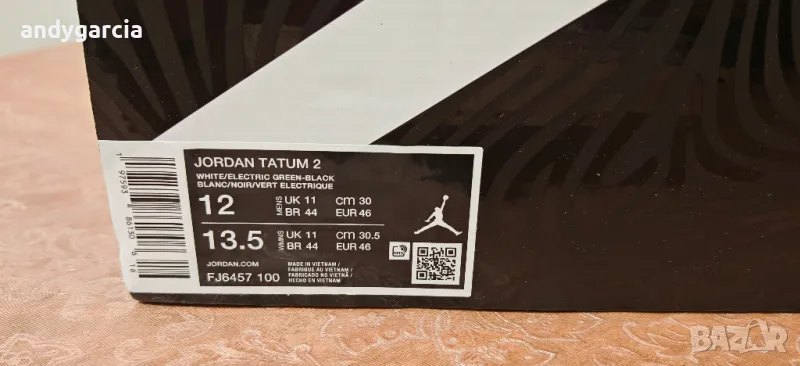 andygarcia
JORDAN TATUM 2
WHITE/ELECTRIC GREEN-BLACK
BLANC/NOIR/VERT ELECTRIQUE
12 MENS UK 11 cm 30
BR 44 EUR 46
13.5 WMNS UK 11 cm 30.5
BR 44 EUR 46
JORDAN.COM
FJ6457 100
MADE IN VIETNAM /
FABRIQUE AU VIETNAM /
FABRICADO NO VIETNÃ /
HECHO EN VIETNAM
BAZAR